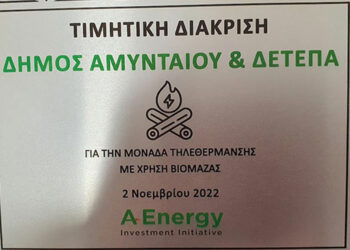 ΤΙΜΗΤΙΚΗ ΔΙΑΚΡΙΣΗ
ΔΗΜΟΣ ΑΜΥΝΤΑΙΟΥ & ΔΕΤΕΠΑ
ΓΙΑ ΤΗΝ ΜΟΝΑΔΑ ΤΗΛΕΘΕΡΜΑΝΣΗΣ
ΜΕ ΧΡΗΣΗ ΒΙΟΜΑΖΑΣ
2 Νοεμβρίου 2022
A Energy
Investment Initiative